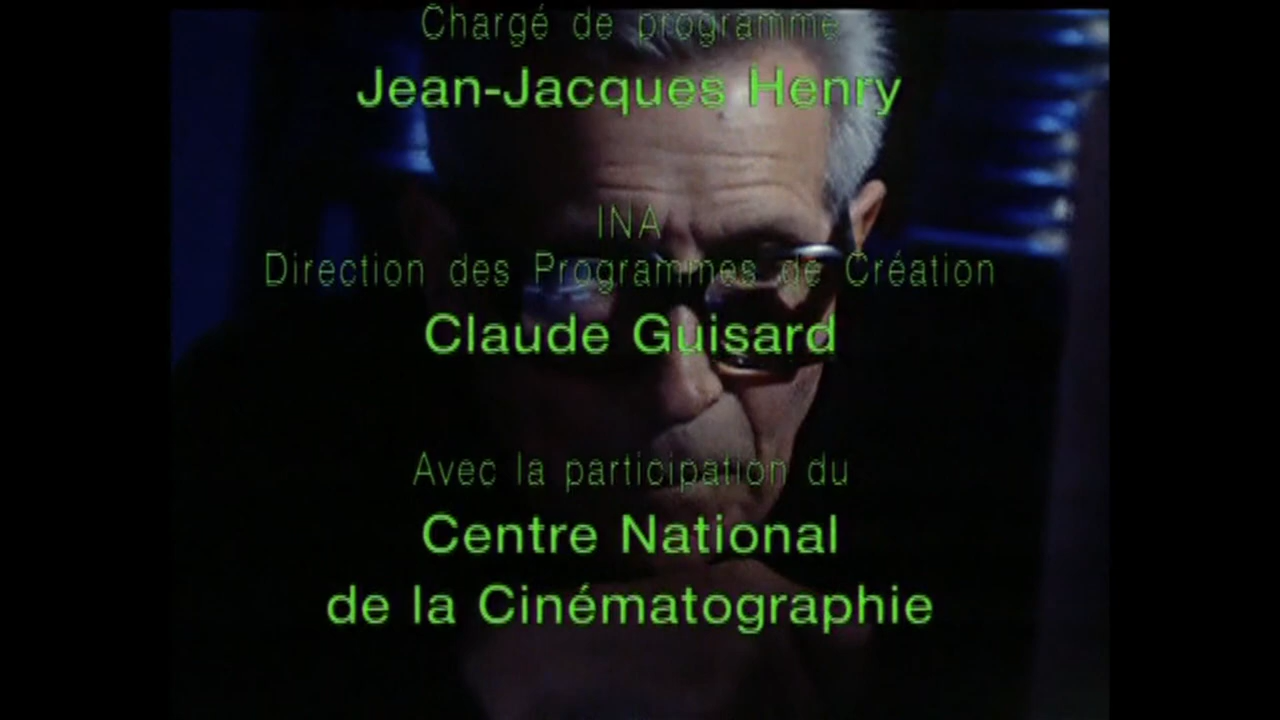 Chargé de programme
Jean-Jacques Henry
INA
Direction des Programmes de Création
Claude Guisard
Avec la participation du
Centre National
de la Cinématographie